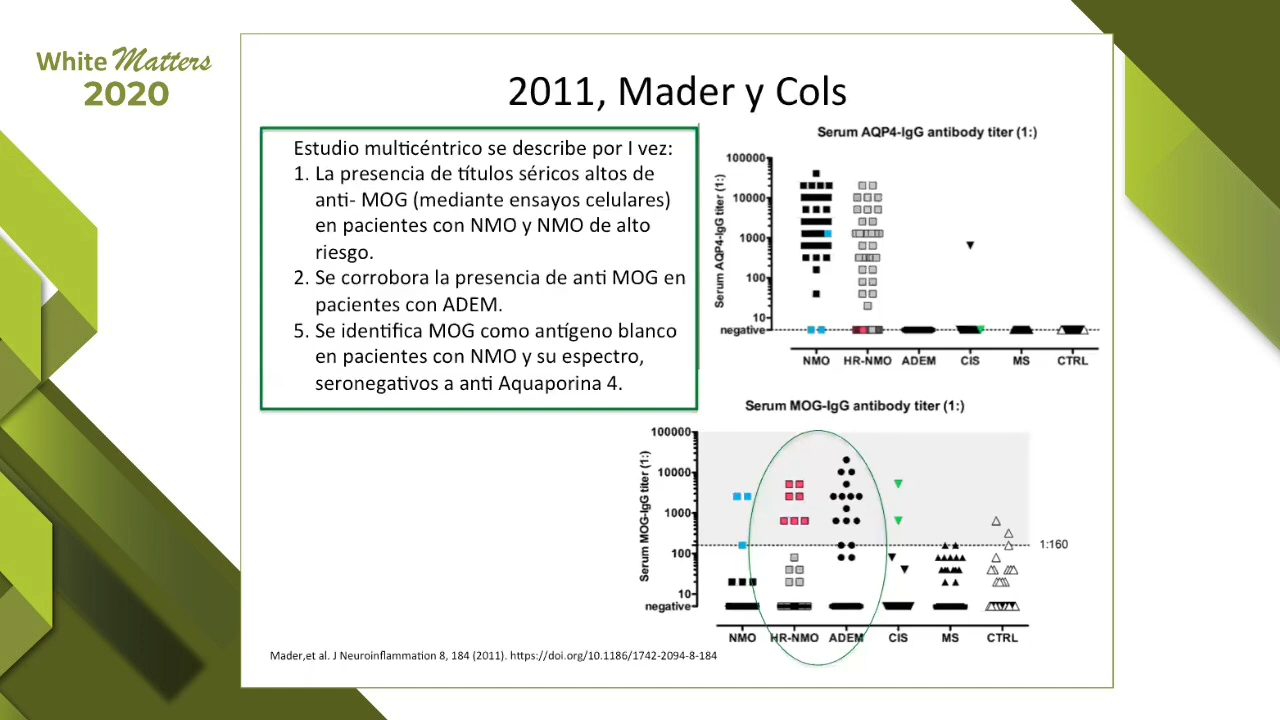 White Matters
2020
2011, Mader y Cols
Estudio multicéntrico se describe por I vez:
1. La presencia de títulos séricos altos de
anti- MOG (mediante ensayos celulares)
en pacientes con NMO y NMO de alto
riesgo.
2. Se corrobora la presencia de anti MOG en
pacientes con ADEM.
5. Se identifica MOG como antígeno blanco
en pacientes con NMO y su espectro,
seronegativos a anti Aquaporina 4.
Serum AQP4-IgG antibody titer (1:)
Serum AQP4-IgG titer (1:)
100000
10000
1000
100
10
negative
NMO HR-NMO ADEM CIS MS CTRL
Serum MOG-IgG antibody titer (1:)
Serum MOG-IgG titer (1:)
100000
10000
1000
100
10
negative
1:160
NMO HR-NMO ADEM CIS MS CTRL
Mader,et al. J Neuroinflammation 8, 184 (2011). https://doi.org/10.1186/1742-2094-8-184